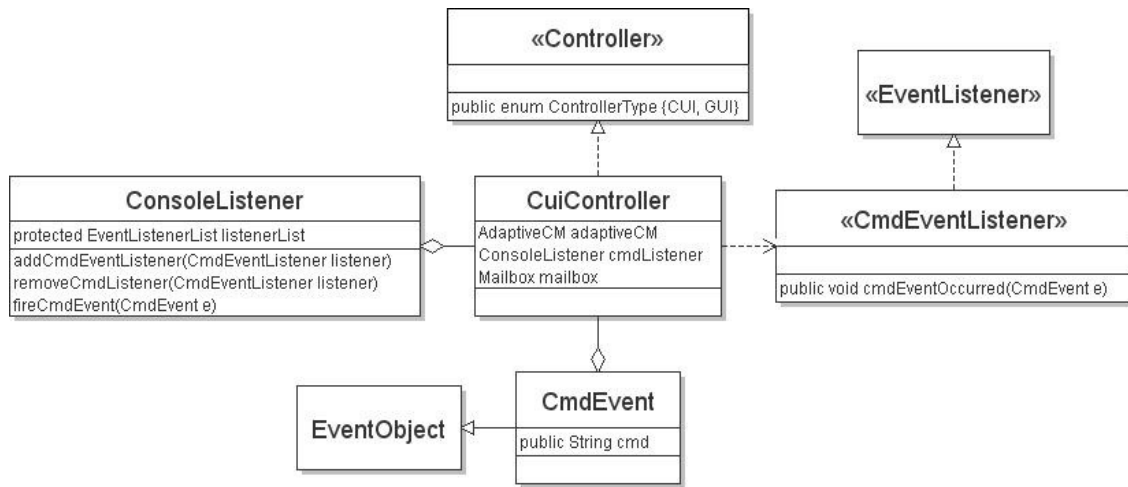 «Controller»
public enum ControllerType {CUI, GUI}
«EventListener»
ConsoleListener
protected EventListenerList listenerList
addCmdEventListener(CmdEventListener listener)
removeCmdListener(CmdEventListener listener)
fireCmdEvent(CmdEvent e)
CuiController
AdaptiveCM adaptiveCM
ConsoleListener cmdListener
Mailbox mailbox
«CmdEventListener»
public void cmdEventOccurred(CmdEvent e)
EventObject
CmdEvent
public String cmd